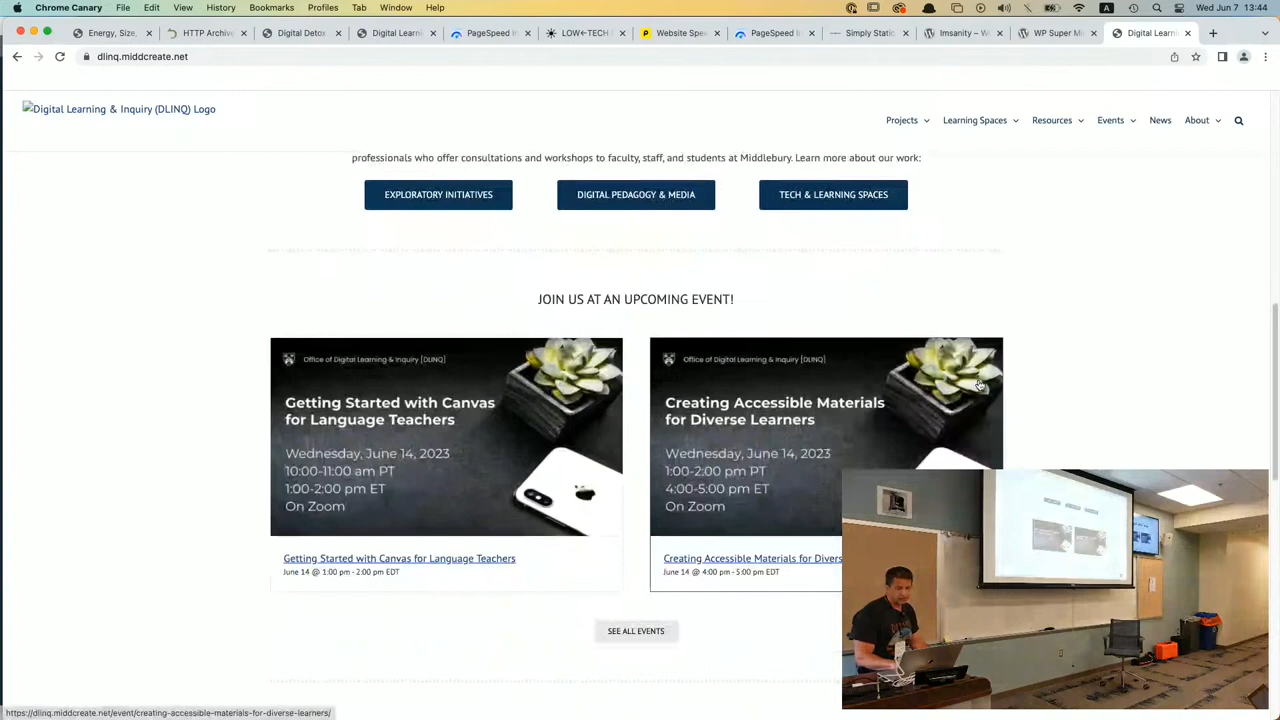 Chrome Canary File Edit View History Bookmarks Profiles Tab Window Help
Wed Jun 7 13:44
Energy, Size,
HTTP Archive
Digital Detox
Digital Learni
PageSpeed In
LOW←TECH
Website Spee
PageSpeed In
Simply Static
Imsanity – W
WP Super Mi
Digital Learni
dlinq.middcreate.net
Digital Learning & Inquiry (DLINQ) Logo
Projects Learning Spaces Resources Events News About
professionals who offer consultations and workshops to faculty, staff, and students at Middlebury. Learn more about our work:
EXPLORATORY INITIATIVES
DIGITAL PEDAGOGY & MEDIA
TECH & LEARNING SPACES
JOIN US AT AN UPCOMING EVENT!
Office of Digital Learning & Inquiry [DLINQ]
Getting Started with Canvas
for Language Teachers
Wednesday, June 14, 2023
10:00-11:00 am PT
1:00-2:00 pm ET
On Zoom
Getting Started with Canvas for Language Teachers
June 14 @ 1:00 pm - 2:00 pm EDT
Office of Digital Learning & Inquiry [DLINQ]
Creating Accessible Materials
for Diverse Learners
Wednesday, June 14, 2023
1:00-2:00 pm PT
4:00-5:00 pm ET
On Zoom
Creating Accessible Materials for Divers
June 14 @ 4:00 pm - 5:00 pm EDT
SEE ALL EVENTS
https://dlinq.middcreate.net/event/creating-accessible-materials-for-diverse-learners/